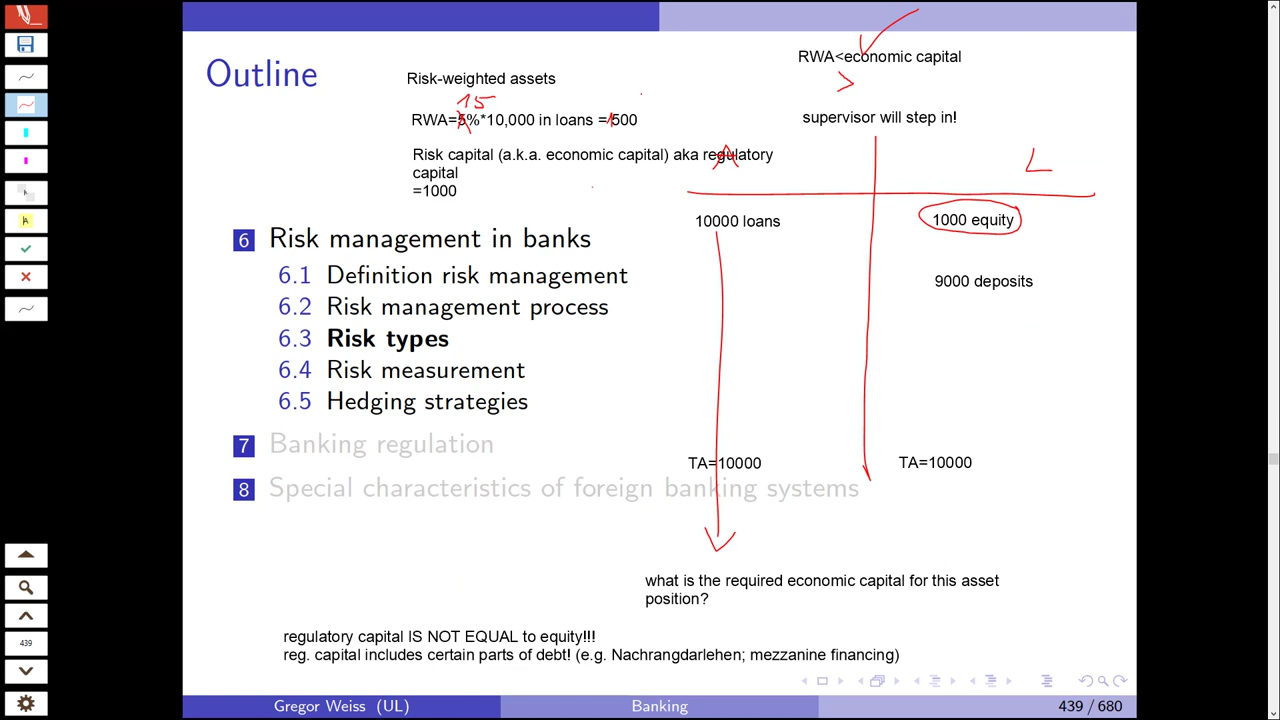 Outline
Risk-weighted assets
15
RWA=5%*10,000 in loans = 500
Risk capital (a.k.a. economic capital) aka regulatory
capital
=1000
RWA<economic capital
>
supervisor will step in!
A
L
10000 loans
1000 equity
9000 deposits
6 Risk management in banks
6.1 Definition risk management
6.2 Risk management process
6.3 Risk types
6.4 Risk measurement
6.5 Hedging strategies
7 Banking regulation
TA=10000
TA=10000
8 Special characteristics of foreign banking systems
what is the required economic capital for this asset
position?
regulatory capital IS NOT EQUAL to equity!!!
reg. capital includes certain parts of debt! (e.g. Nachrangdarlehen; mezzanine financing)
439
Gregor Weiss (UL)
Banking
439 / 680